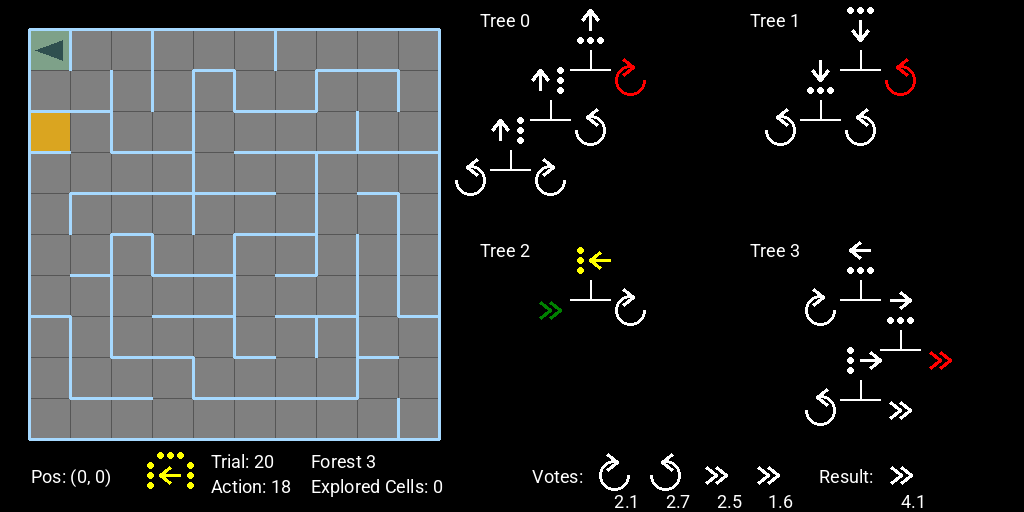 Tree 0
Tree 1
Tree 2
Tree 3
Pos: (0, 0)
Trial: 20
Forest 3
Action: 18
Explored Cells: 0
Votes:
2.1
2.7
2.5
1.6
Result:
4.1